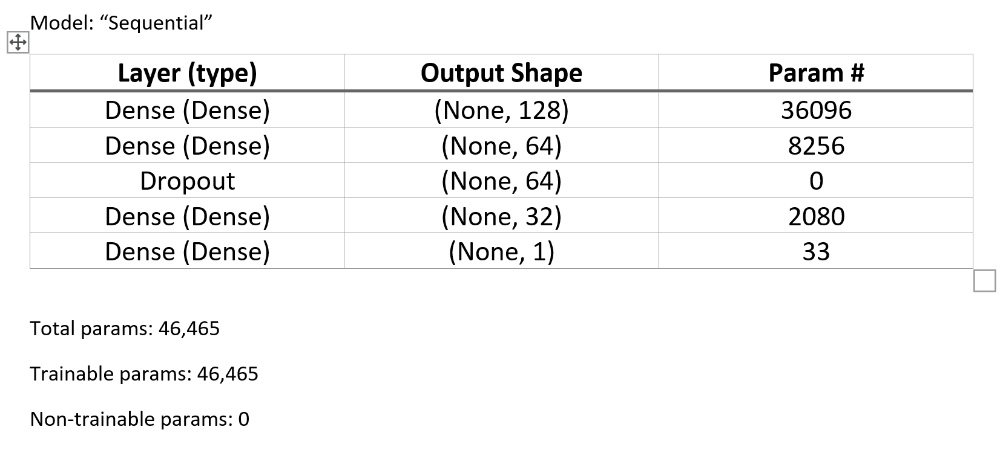 Model: “Sequential”
Layer (type) Output Shape Param #
Dense (Dense) (None, 128) 36096
Dense (Dense) (None, 64) 8256
Dropout (None, 64) 0
Dense (Dense) (None, 32) 2080
Dense (Dense) (None, 1) 33
Total params: 46,465
Trainable params: 46,465
Non-trainable params: 0